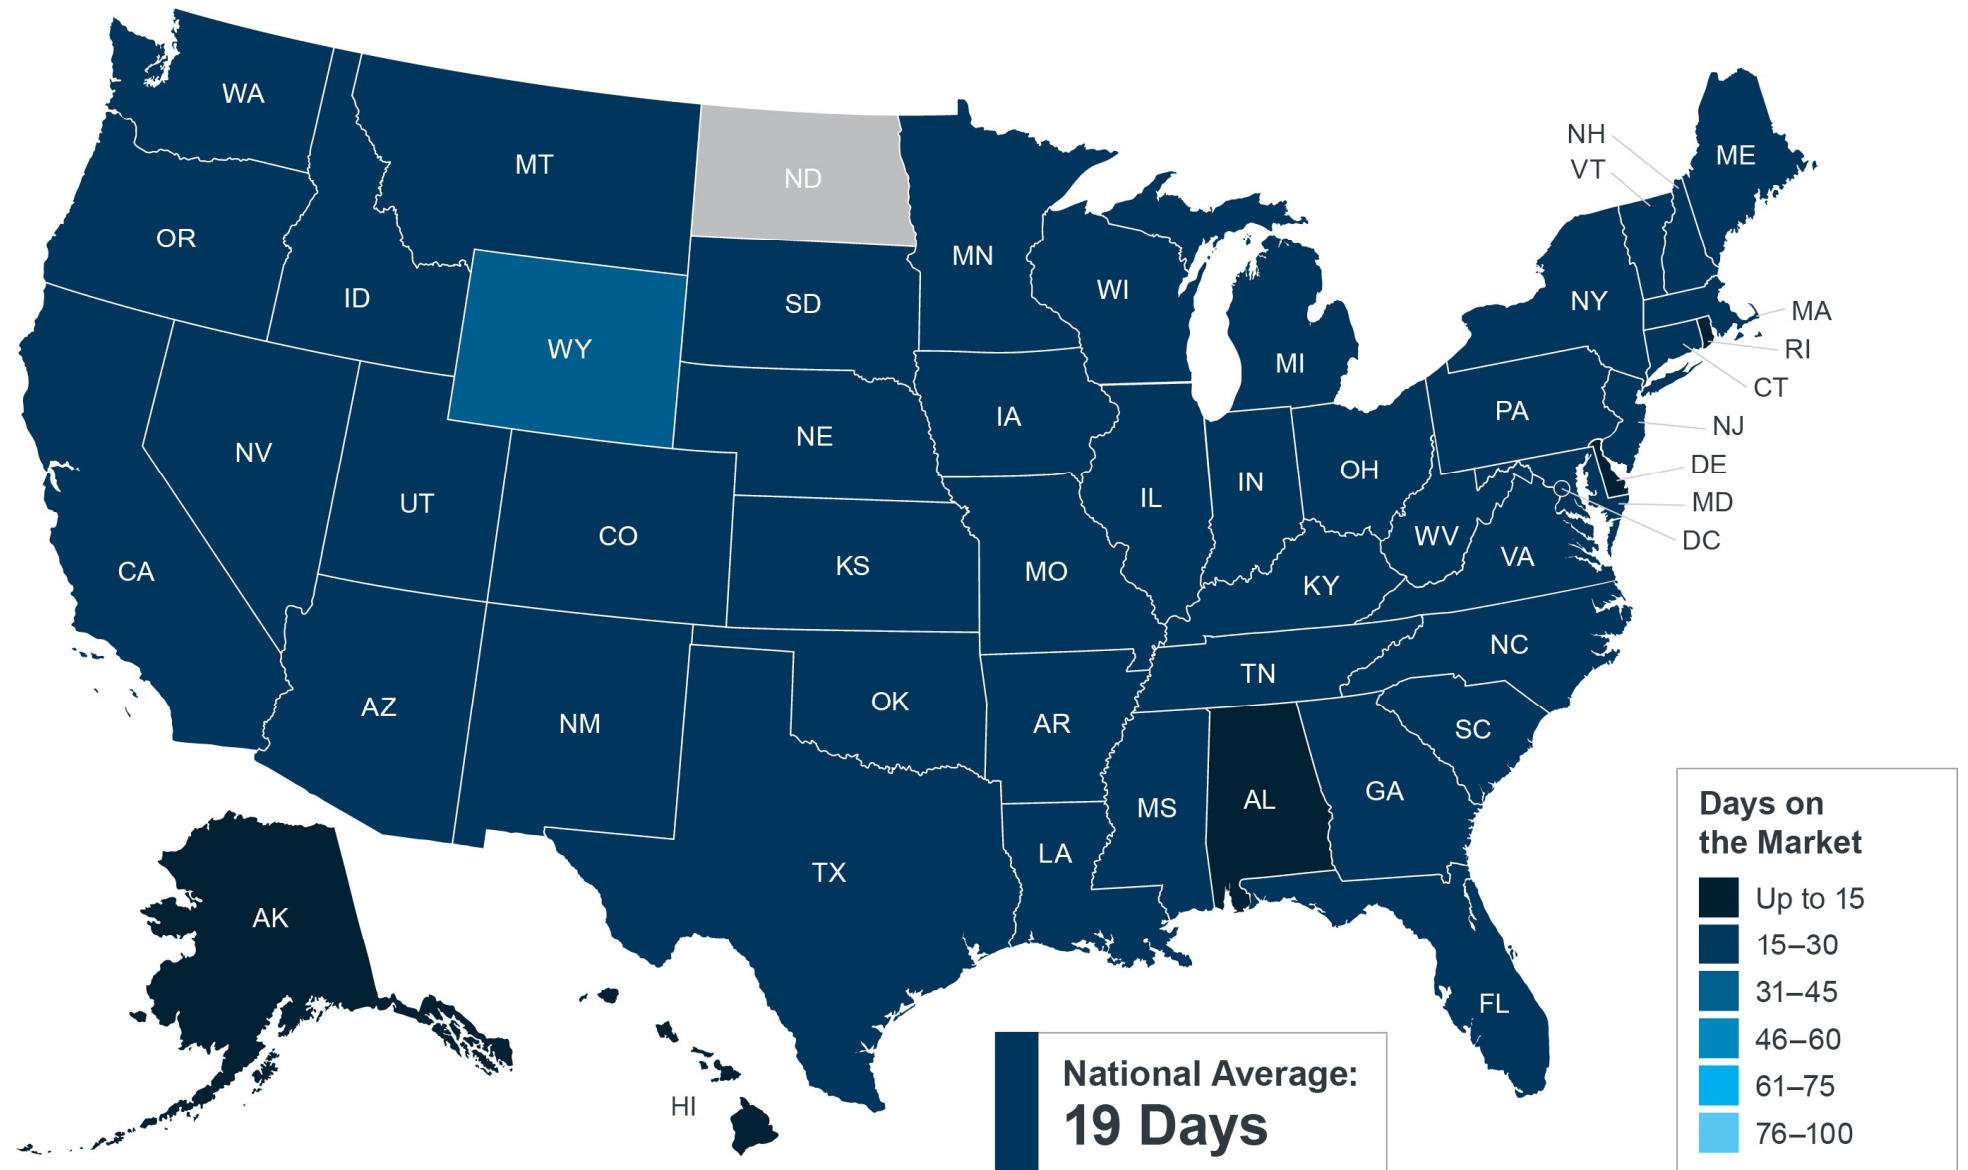 WA
MT
ND
OR
ID
WY
SD
MN
WI
MI
NH
VT
ME
NY
MA
RI
CT
NJ
DE
MD
DC
PA
NV
UT
CO
NE
IA
IL
IN
OH
WV
VA
CA
KS
MO
KY
NC
TN
SC
AZ
NM
OK
AR
MS
AL
GA
TX
LA
FL
AK
HI
National Average:
19 Days
Days on
the Market
Up to 15
15–30
31–45
46–60
61–75
76–100